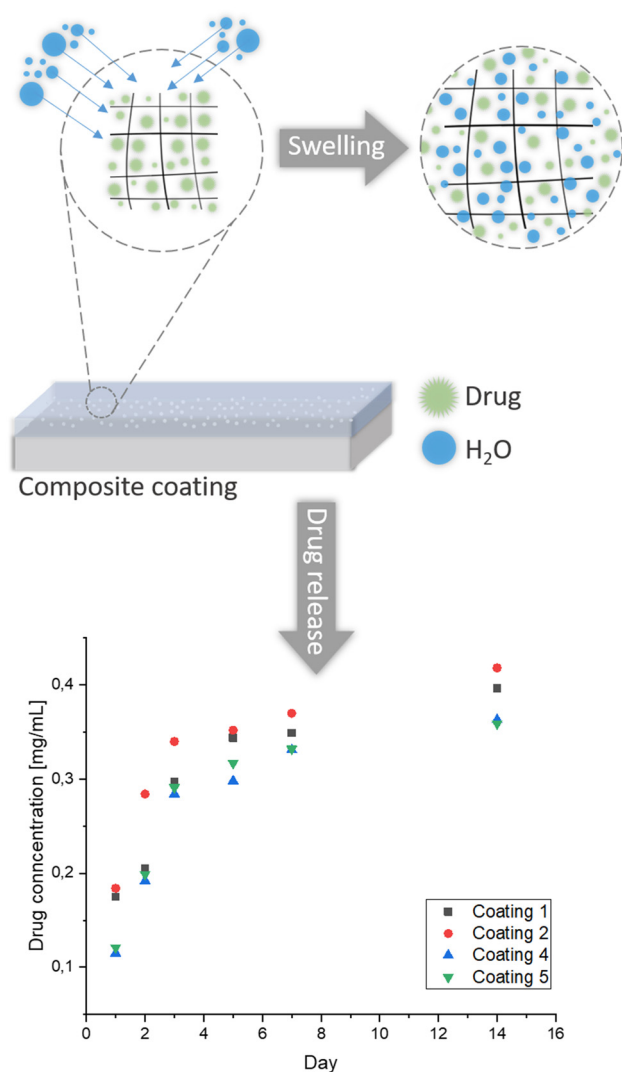 Swelling
Drug
H₂O
Composite coating
Drug release
Drug conncentration [mg/mL]
0,4
0,3
0,2
0,1
Coating 1
Coating 2
Coating 4
Coating 5
0 2 4 6 8 10 12 14 16
Day